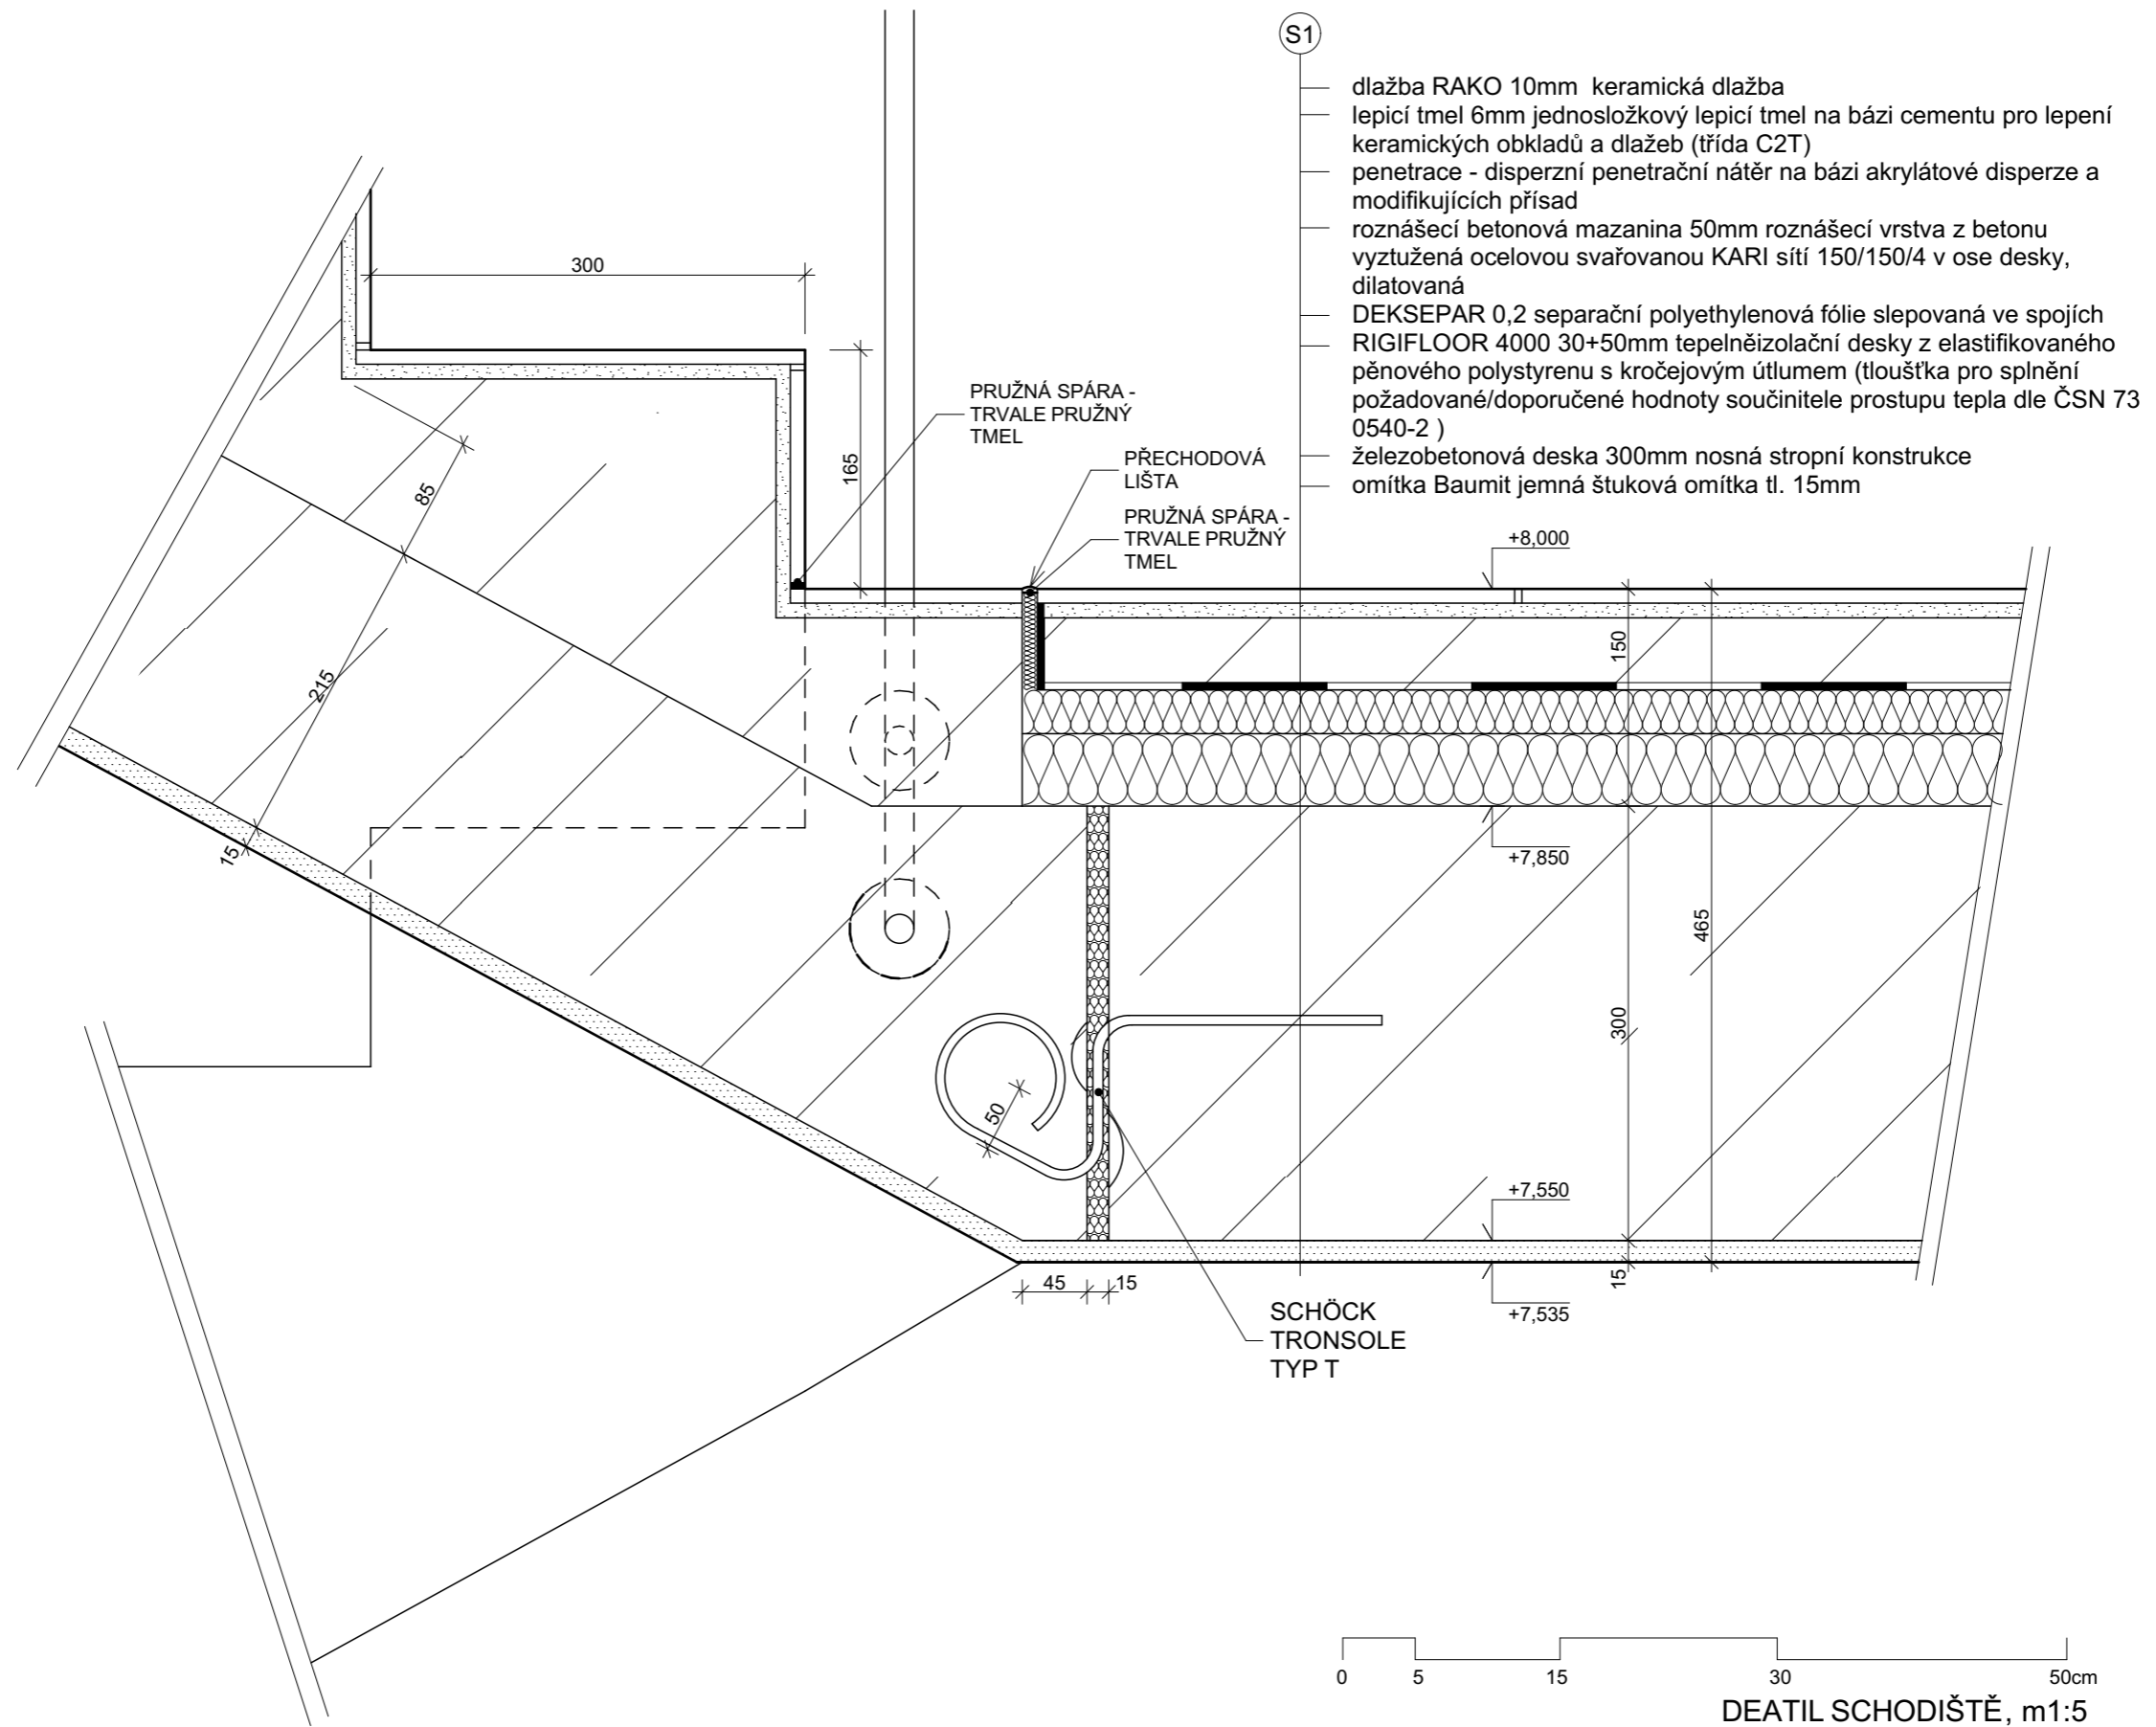 S1
dlažba RAKO 10mm  keramická dlažba
lepicí tmel 6mm jednosložkový lepicí tmel na bázi cementu pro lepení
keramických obkladů a dlažeb (třída C2T)
penetrace - disperzní penetrační nátěr na bázi akrylátové disperze a
modifikujících přísad
roznášecí betonová mazanina 50mm roznášecí vrstva z betonu
vyztužená ocelovou svařovanou KARI sítí 150/150/4 v ose desky,
dilatovaná
DEKSEPAR 0,2 separační polyethylenová fólie slepovaná ve spojích
RIGIFLOOR 4000 30+50mm tepelněizolační desky z elastifikovaného
pěnového polystyrenu s kročejovým útlumem (tloušťka pro splnění
požadované/doporučené hodnoty součinitele prostupu tepla dle ČSN 73
0540-2 )
železobetonová deska 300mm nosná stropní konstrukce
omítka Baumit jemná štuková omítka tl. 15mm
300
165
85
215
15
PRUŽNÁ SPÁRA -
TRVALE PRUŽNÝ
TMEL
PŘECHODOVÁ
LIŠTA
PRUŽNÁ SPÁRA -
TRVALE PRUŽNÝ
TMEL
+8,000
150
+7,850
465
300
50
+7,550
15
+7,535
45
15
SCHÖCK
TRONSOLE
TYP T
0
5
15
30
50cm
DEATIL SCHODIŠTĚ, m1:5